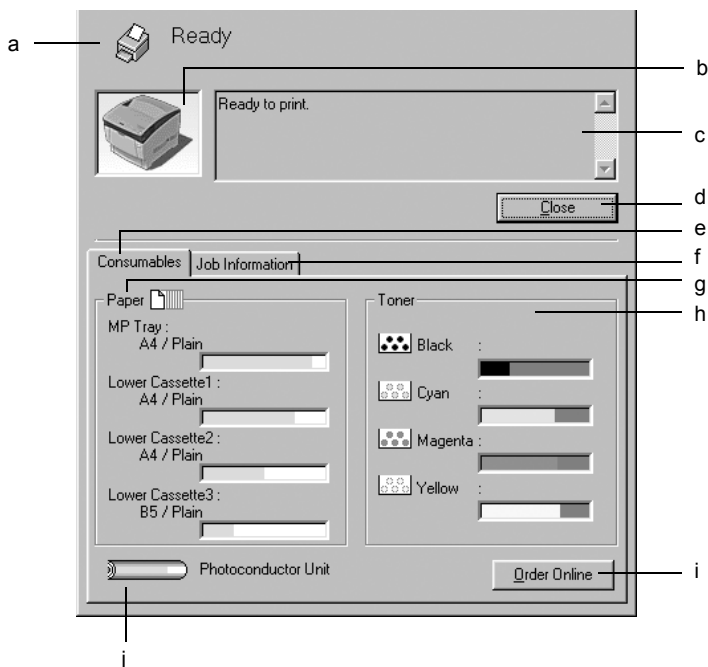 a
Ready
b
Ready to print.
c
Close
d
e
Consumables
Job Information
f
g
Paper
Toner
h
MP Tray :
A4 / Plain
Lower Cassette1 :
A4 / Plain
Lower Cassette2 :
A4 / Plain
Lower Cassette3 :
B5 / Plain
Black :
Cyan :
Magenta :
Yellow :
Photoconductor Unit
Order Online
i
j